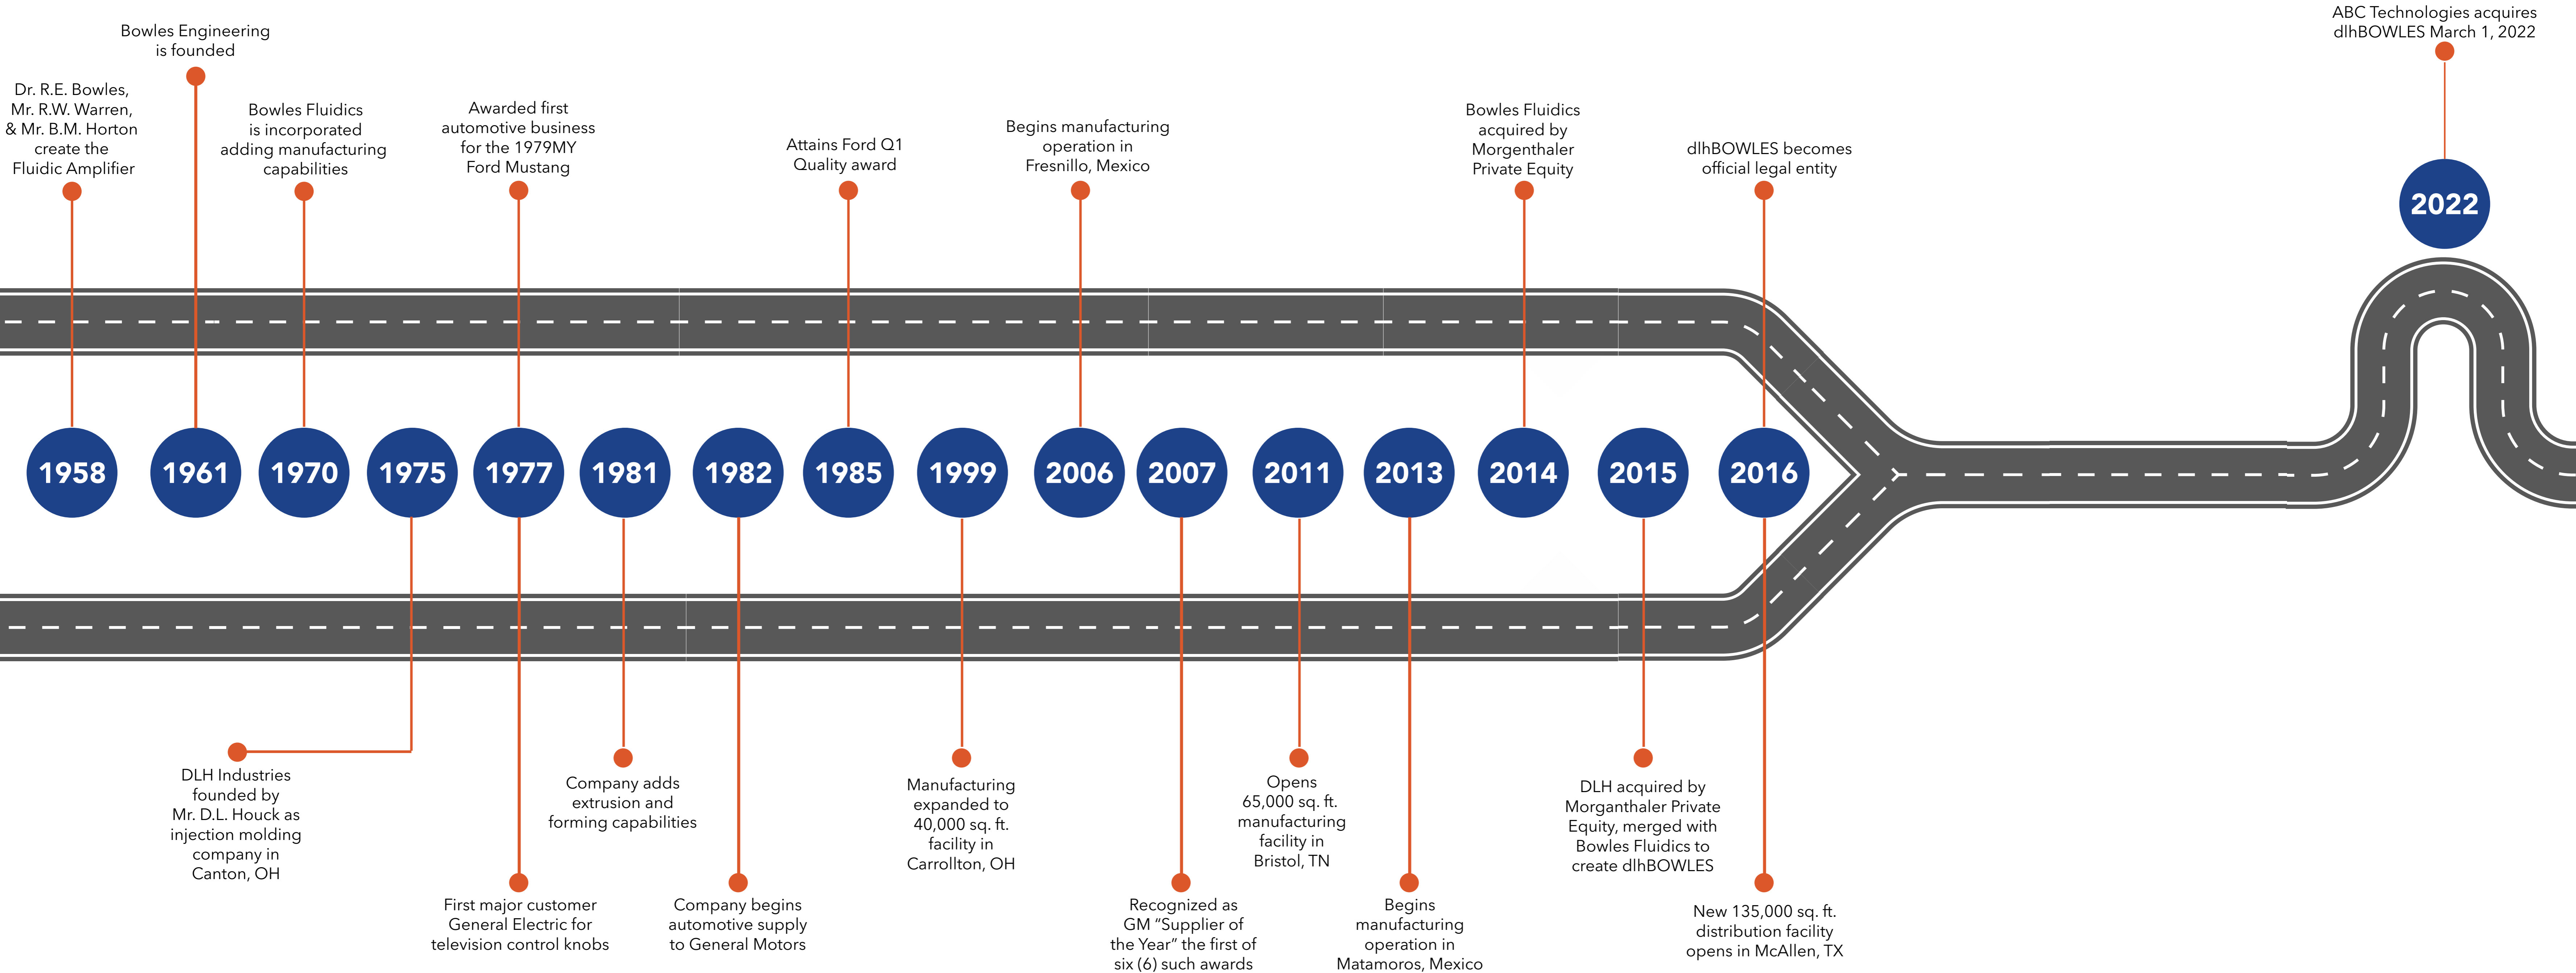 Dr. R.E. Bowles,
Mr. R.W. Warren,
& Mr. B.M. Horton
create the
Fluidic Amplifier
Bowles Engineering
is founded
Bowles Fluidics
is incorporated
adding manufacturing
capabilities
Awarded first
automotive business
for the 1979MY
Ford Mustang
Attains Ford Q1
Quality award
Begins manufacturing
operation in
Fresnillo, Mexico
Bowles Fluidics
acquired by
Morgenthaler
Private Equity
dlhBOWLES becomes
official legal entity
ABC Technologies acquires
dlhBOWLES March 1, 2022
2022
1958
1961
1970
1975
1977
1981
1982
1985
1999
2006
2007
2011
2013
2014
2015
2016
DLH Industries
founded by
Mr. D.L. Houck as
injection molding
company in
Canton, OH
First major customer
General Electric for
television control knobs
Company adds
extrusion and
forming capabilities
Company begins
automotive supply
to General Motors
Manufacturing
expanded to
40,000 sq. ft.
facility in
Carrollton, OH
Recognized as
GM “Supplier of
the Year” the first of
six (6) such awards
Opens
65,000 sq. ft.
manufacturing
facility in
Bristol, TN
Begins
manufacturing
operation in
Matamoros, Mexico
DLH acquired by
Morganthaler Private
Equity, merged with
Bowles Fluidics to
create dlhBOWLES
New 135,000 sq. ft.
distribution facility
opens in McAllen, TX